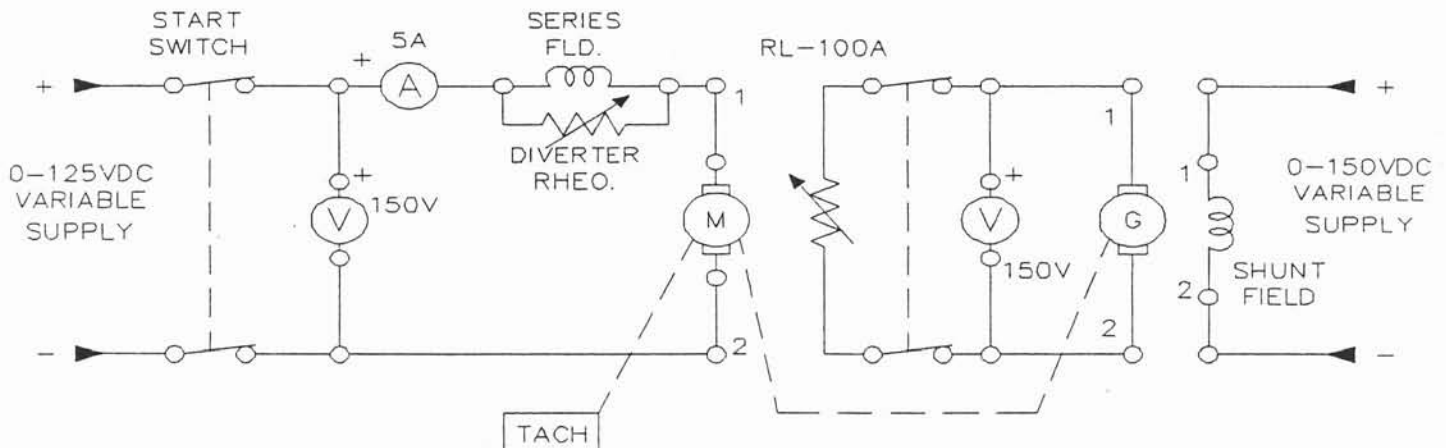 START
SWITCH
+
5A
A
SERIES
FLD.
DIVERTER
RHEO.
RL-100A
+
0-125VDC
VARIABLE
SUPPLY
-
+
V
150V
1
M
2
TACH
+
V
150V
1
G
2
1
2
SHUNT
FIELD
+
0-150VDC
VARIABLE
SUPPLY
-